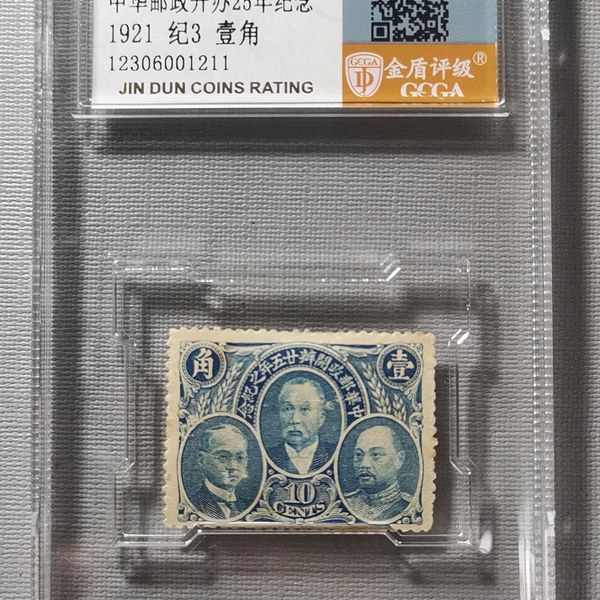 中华邮政开办25年纪念
1921 纪3 壹角
12306001211
JIN DUN COINS RATING
GCGA
金盾评级®
GCGA
角
壹
中華郵政開辦廿五年之紀念
10
CENTS